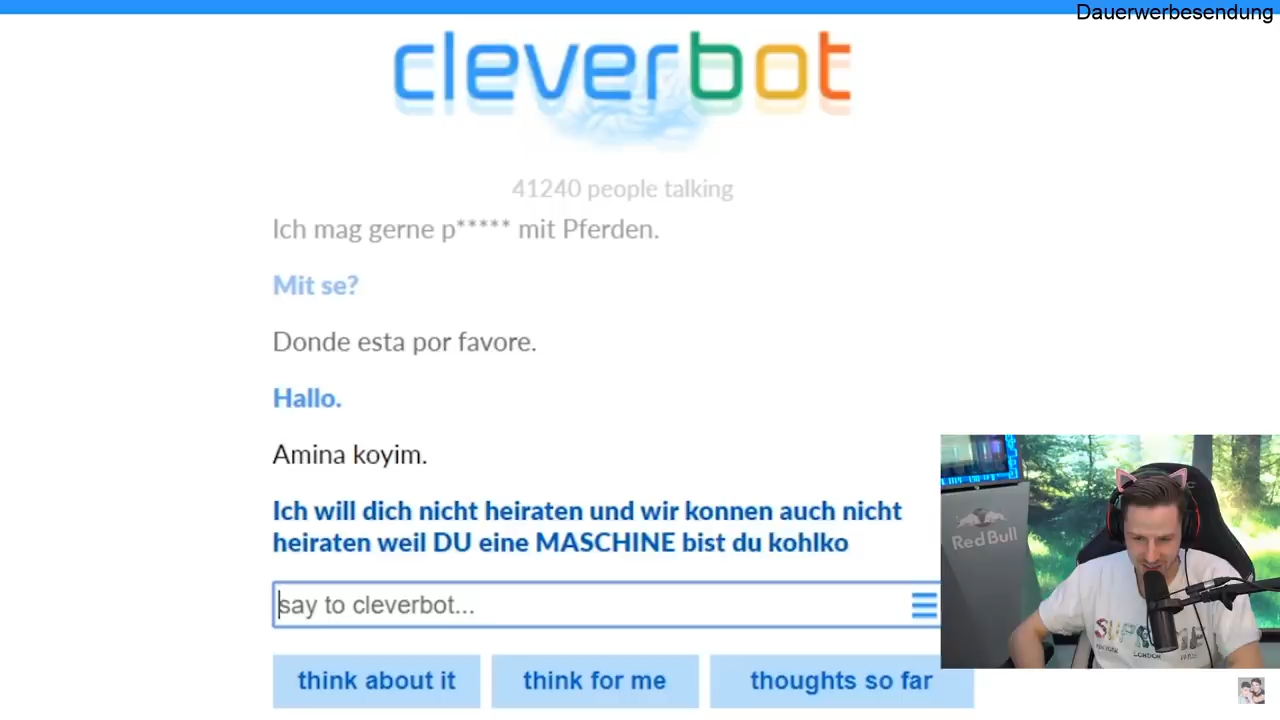 Dauerwerbesendung
cleverbot
41240 people talking
Ich mag gerne p***** mit Pferden.
Mit se?
Donde esta por favore.
Hallo.
Amina koyim.
Ich will dich nicht heiraten und wir konnen auch nicht
heiraten weil DU eine MASCHINE bist du kohlko
say to cleverbot...
think about it
think for me
thoughts so far
RedBull
SUPREME
LONDON